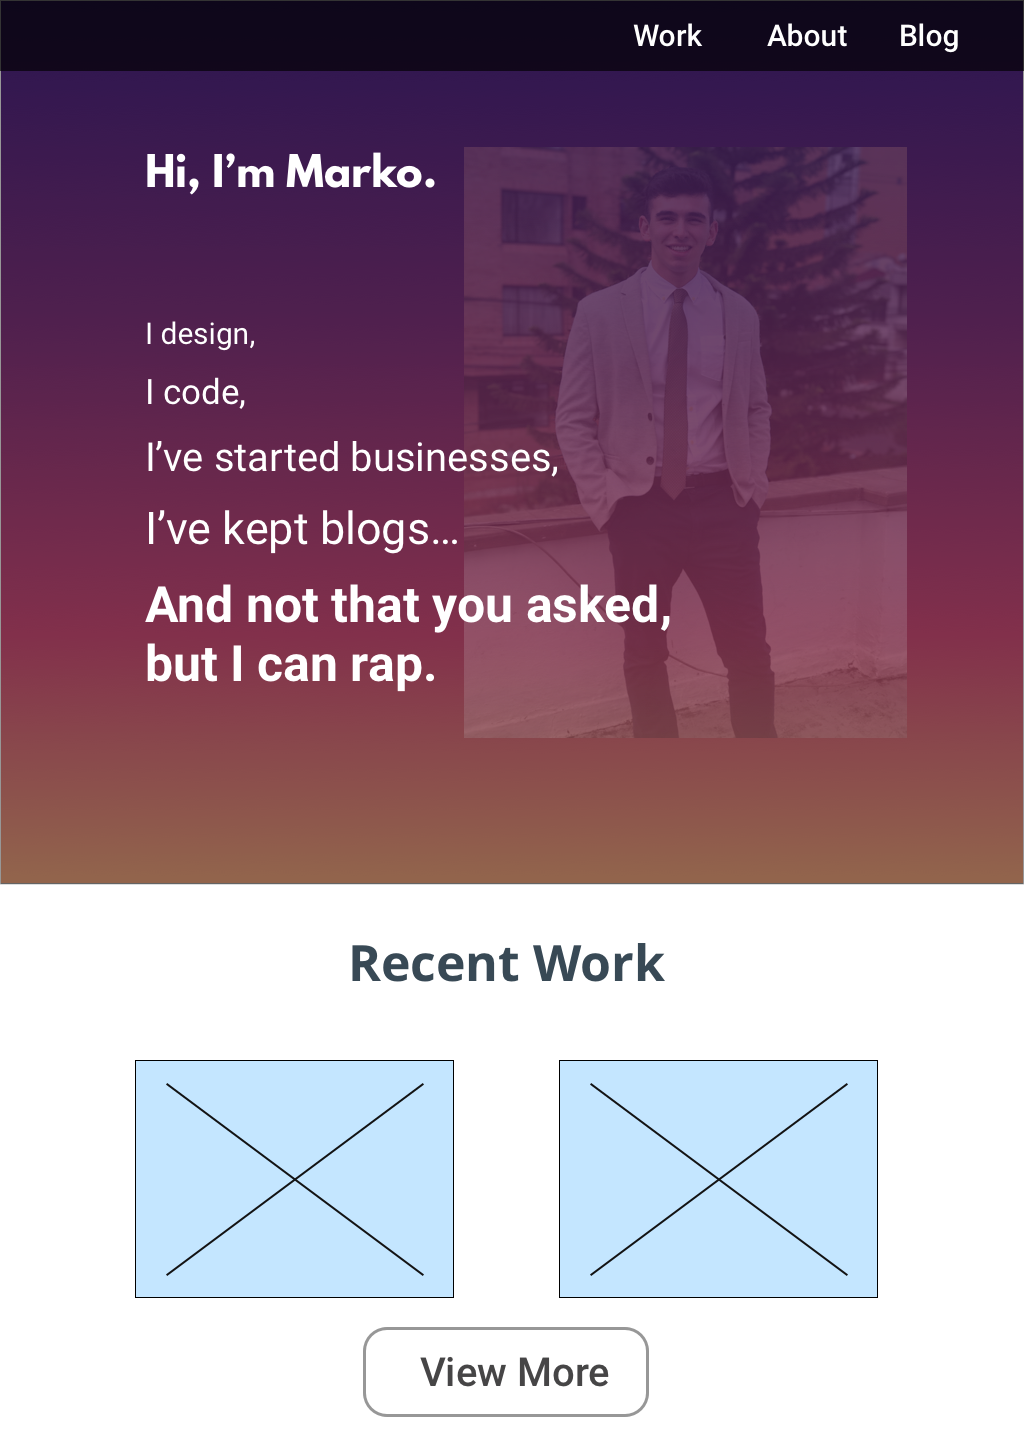 Work About Blog
Hi, I’m Marko.
I design,
I code,
I’ve started businesses,
I’ve kept blogs…
And not that you asked,
but I can rap.
Recent Work
View More